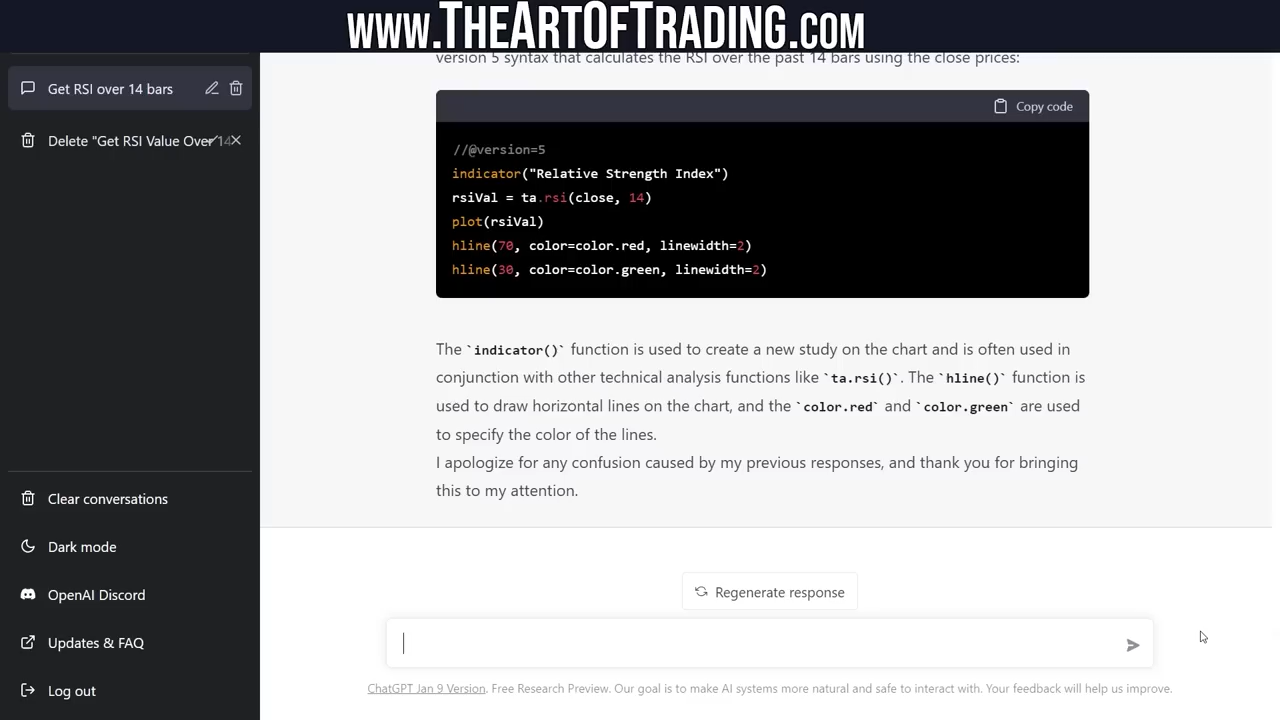 www.TheArtOfTrading.com
Get RSI over 14 bars
Delete "Get RSI Value Over 14
Clear conversations
Dark mode
OpenAI Discord
Updates & FAQ
Log out
version 5 syntax that calculates the RSI over the past 14 bars using the close prices:
Copy code
//@version=5
indicator("Relative Strength Index")
rsiVal = ta.rsi(close, 14)
plot(rsiVal)
hline(70, color=color.red, linewidth=2)
hline(30, color=color.green, linewidth=2)
The `indicator()` function is used to create a new study on the chart and is often used in
conjunction with other technical analysis functions like `ta.rsi()`. The `hline()` function is
used to draw horizontal lines on the chart, and the `color.red` and `color.green` are used
to specify the color of the lines.
I apologize for any confusion caused by my previous responses, and thank you for bringing
this to my attention.
Regenerate response
ChatGPT Jan 9 Version. Free Research Preview. Our goal is to make AI systems more natural and safe to interact with. Your feedback will help us improve.